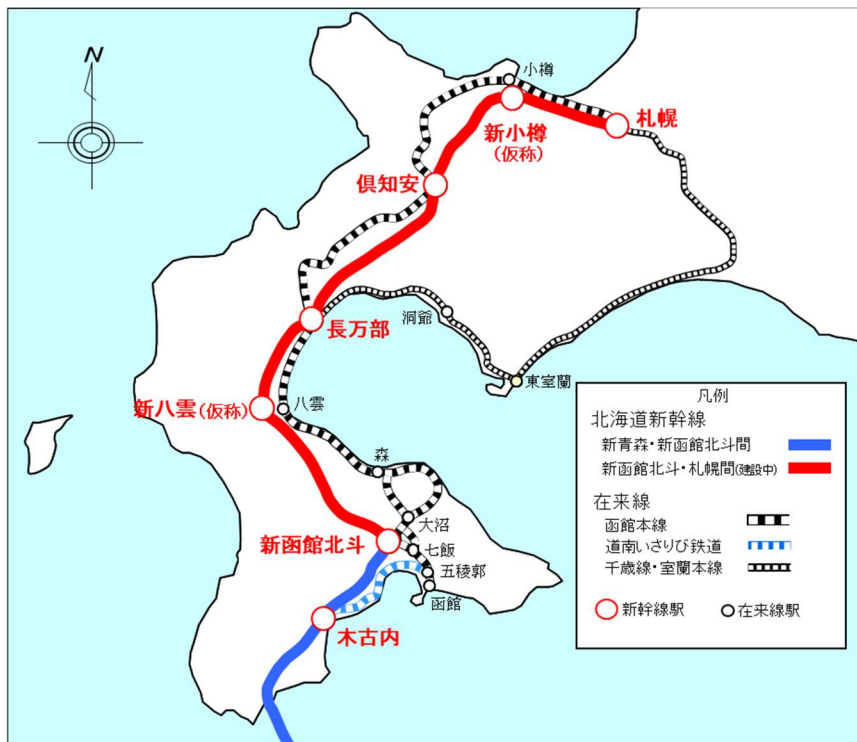 N
小樽
札幌
新小樽
(仮称)
倶知安
長万部
洞爺
東室蘭
新八雲(仮称)
八雲
森
大沼
新函館北斗
七飯
五稜郭
函館
木古内
凡例
北海道新幹線
新青森・新函館北斗間
新函館北斗・札幌間(建設中)
在来線
函館本線
道南いさりび鉄道
千歳線・室蘭本線
新幹線駅
在来線駅